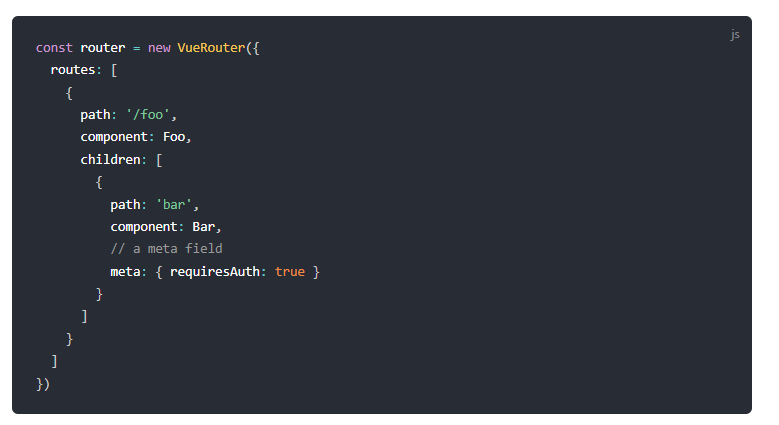 js
const router = new VueRouter({
  routes: [
    {
      path: '/foo',
      component: Foo,
      children: [
        {
          path: 'bar',
          component: Bar,
          // a meta field
          meta: { requiresAuth: true }
        }
      ]
    }
  ]
})